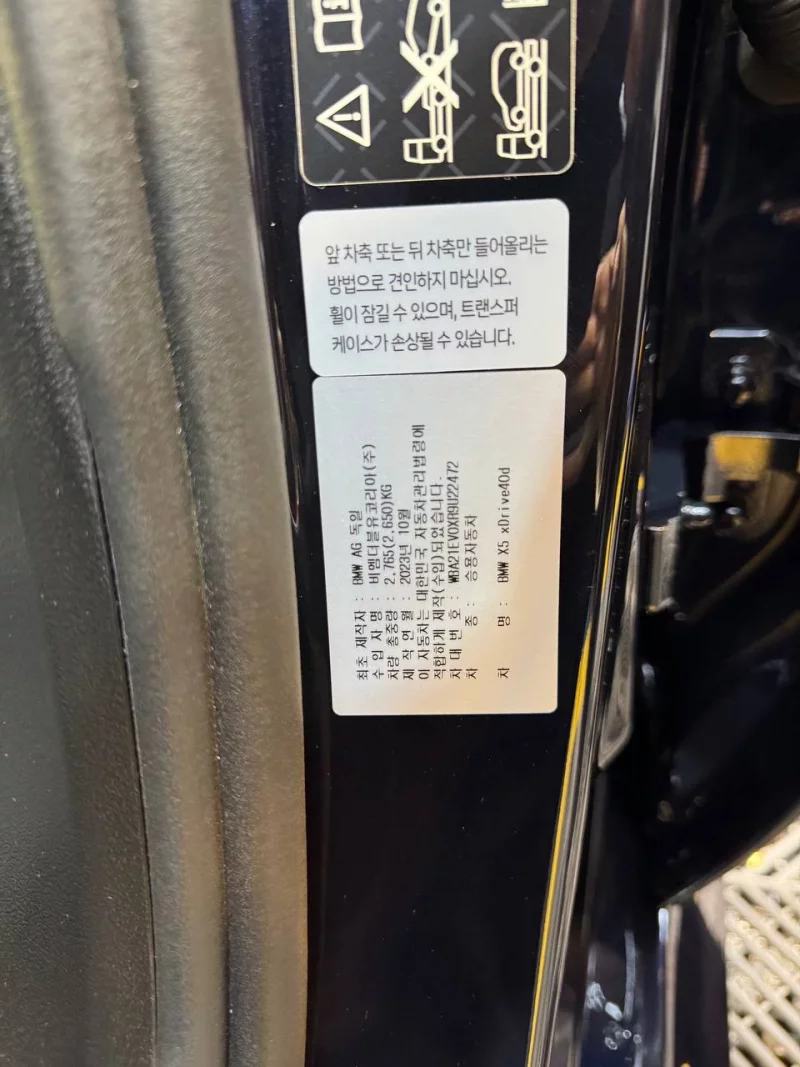 앞 차축 또는 뒤 차축만 들어올리는
방법으로 견인하지 마십시오.
휠이 잠길 수 있으며, 트랜스퍼
케이스가 손상될 수 있습니다.
최초 제작자 : BMW AG 독일
수 입 자 명 : 비엠더블유코리아(주)
차량 총중량 : 2.765(2.650)KG
제 작 연 월 : 2023년 10월
이 자동차는 대한민국 자동차관리법령에
적합하게 제작(수입)되었습니다.
차 대 번 호 : WBA21EV0XR9U22472
차 종 : 승용자동차
차 명 : BMW X5 xDrive40d